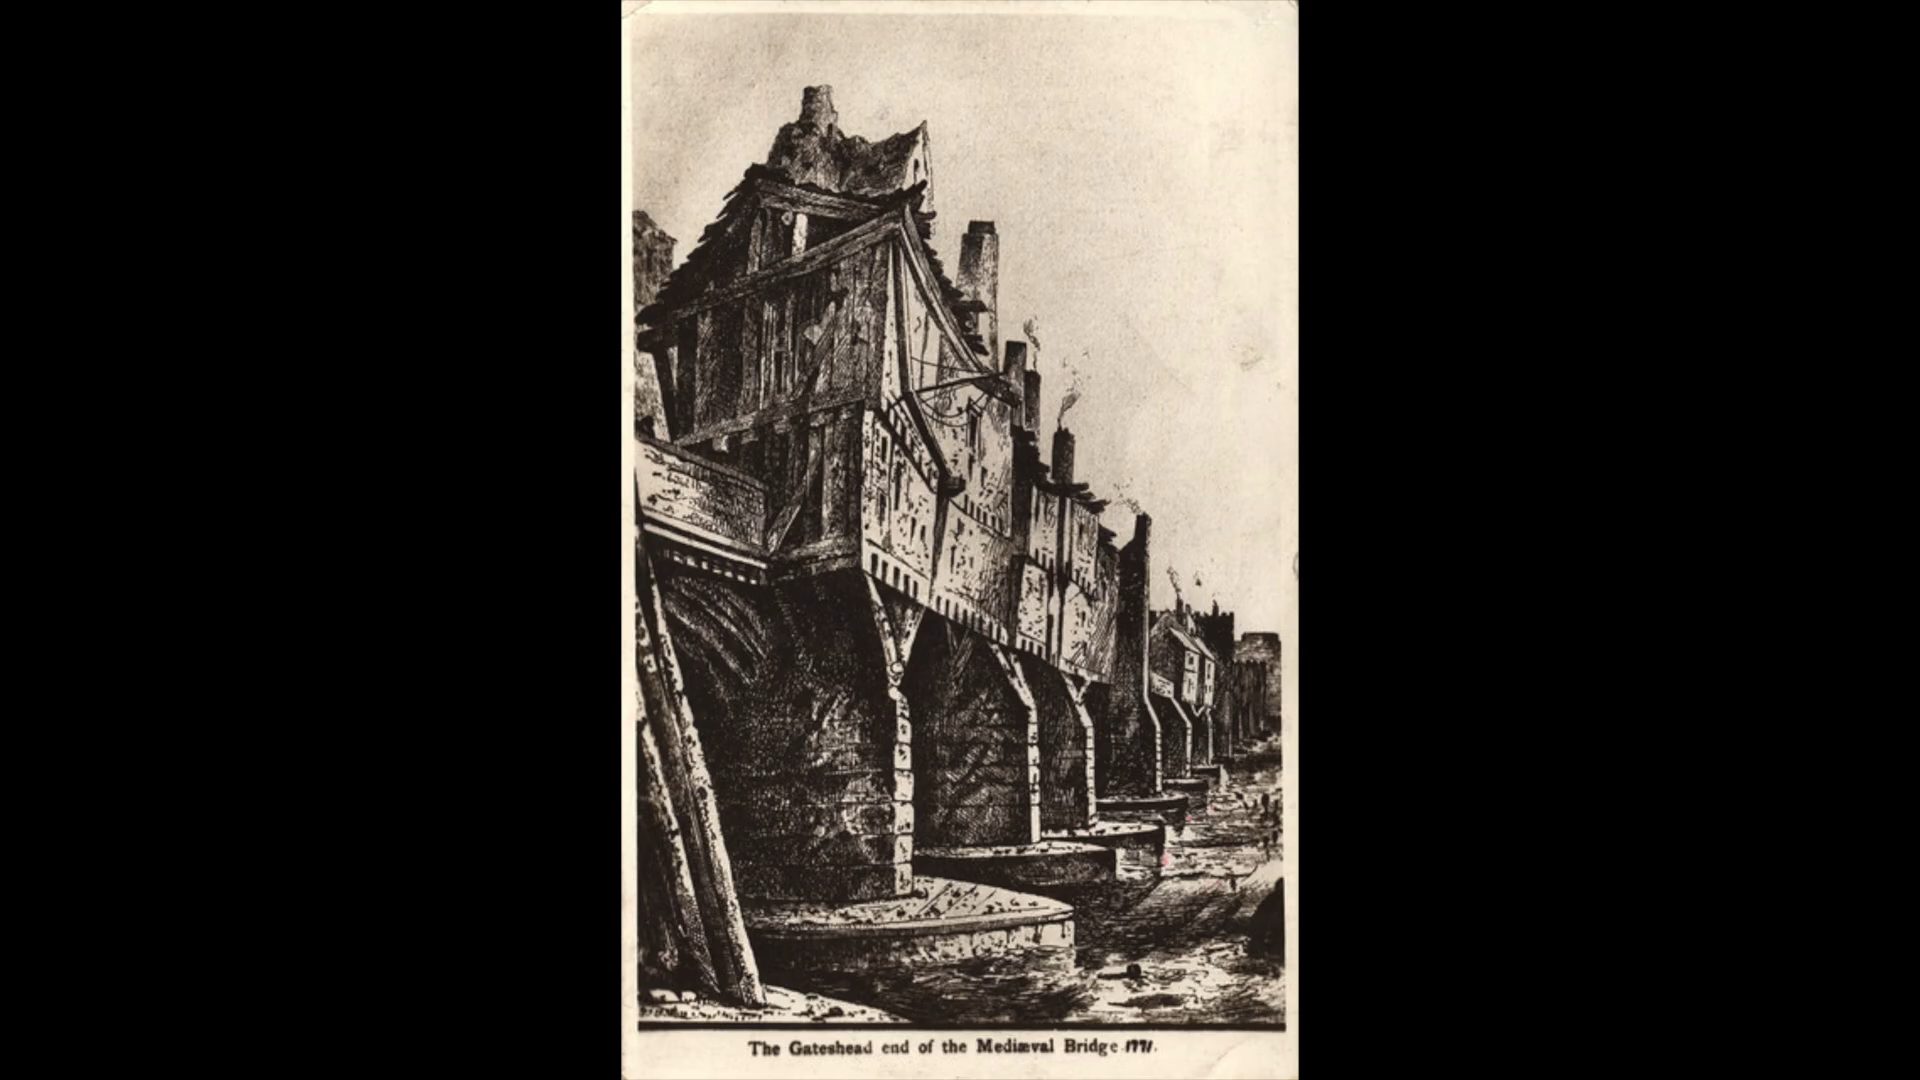 The Gateshead end of the Mediæval Bridge 1771.